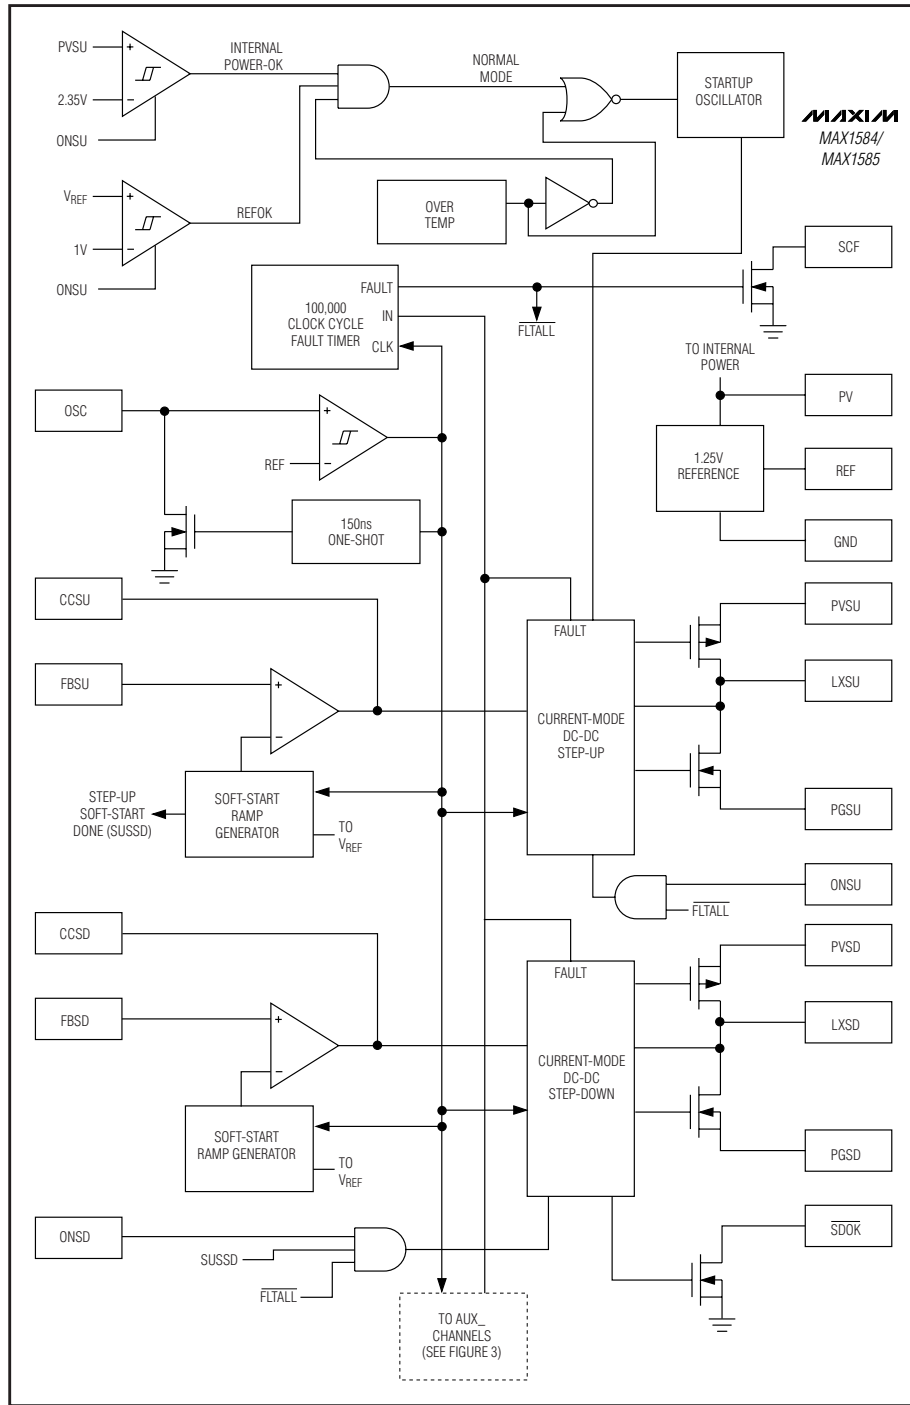 PVSU
+
INTERNAL
POWER-OK
2.35V
−
ONSU
NORMAL
MODE
STARTUP
OSCILLATOR
MAXIM
MAX1584/
MAX1585
VREF
+
REFOK
1V
−
ONSU
OVER
TEMP
SCF
100,000
CLOCK CYCLE
FAULT TIMER
FAULT
IN
CLK
FLTALL
TO INTERNAL
POWER
PV
OSC
+
REF
−
1.25V
REFERENCE
REF
150ns
ONE-SHOT
GND
CCSU
FAULT
PVSU
FBSU
+
−
CURRENT-MODE
DC-DC
STEP-UP
LXSU
STEP-UP
SOFT-START
DONE (SUSSD)
SOFT-START
RAMP
GENERATOR
TO
VREF
PGSU
ONSU
FLTALL
CCSD
FAULT
PVSD
FBSD
+
−
CURRENT-MODE
DC-DC
STEP-DOWN
LXSD
SOFT-START
RAMP GENERATOR
TO
VREF
PGSD
ONSD
SUSSD
FLTALL
SDOK
TO AUX_
CHANNELS
(SEE FIGURE 3)